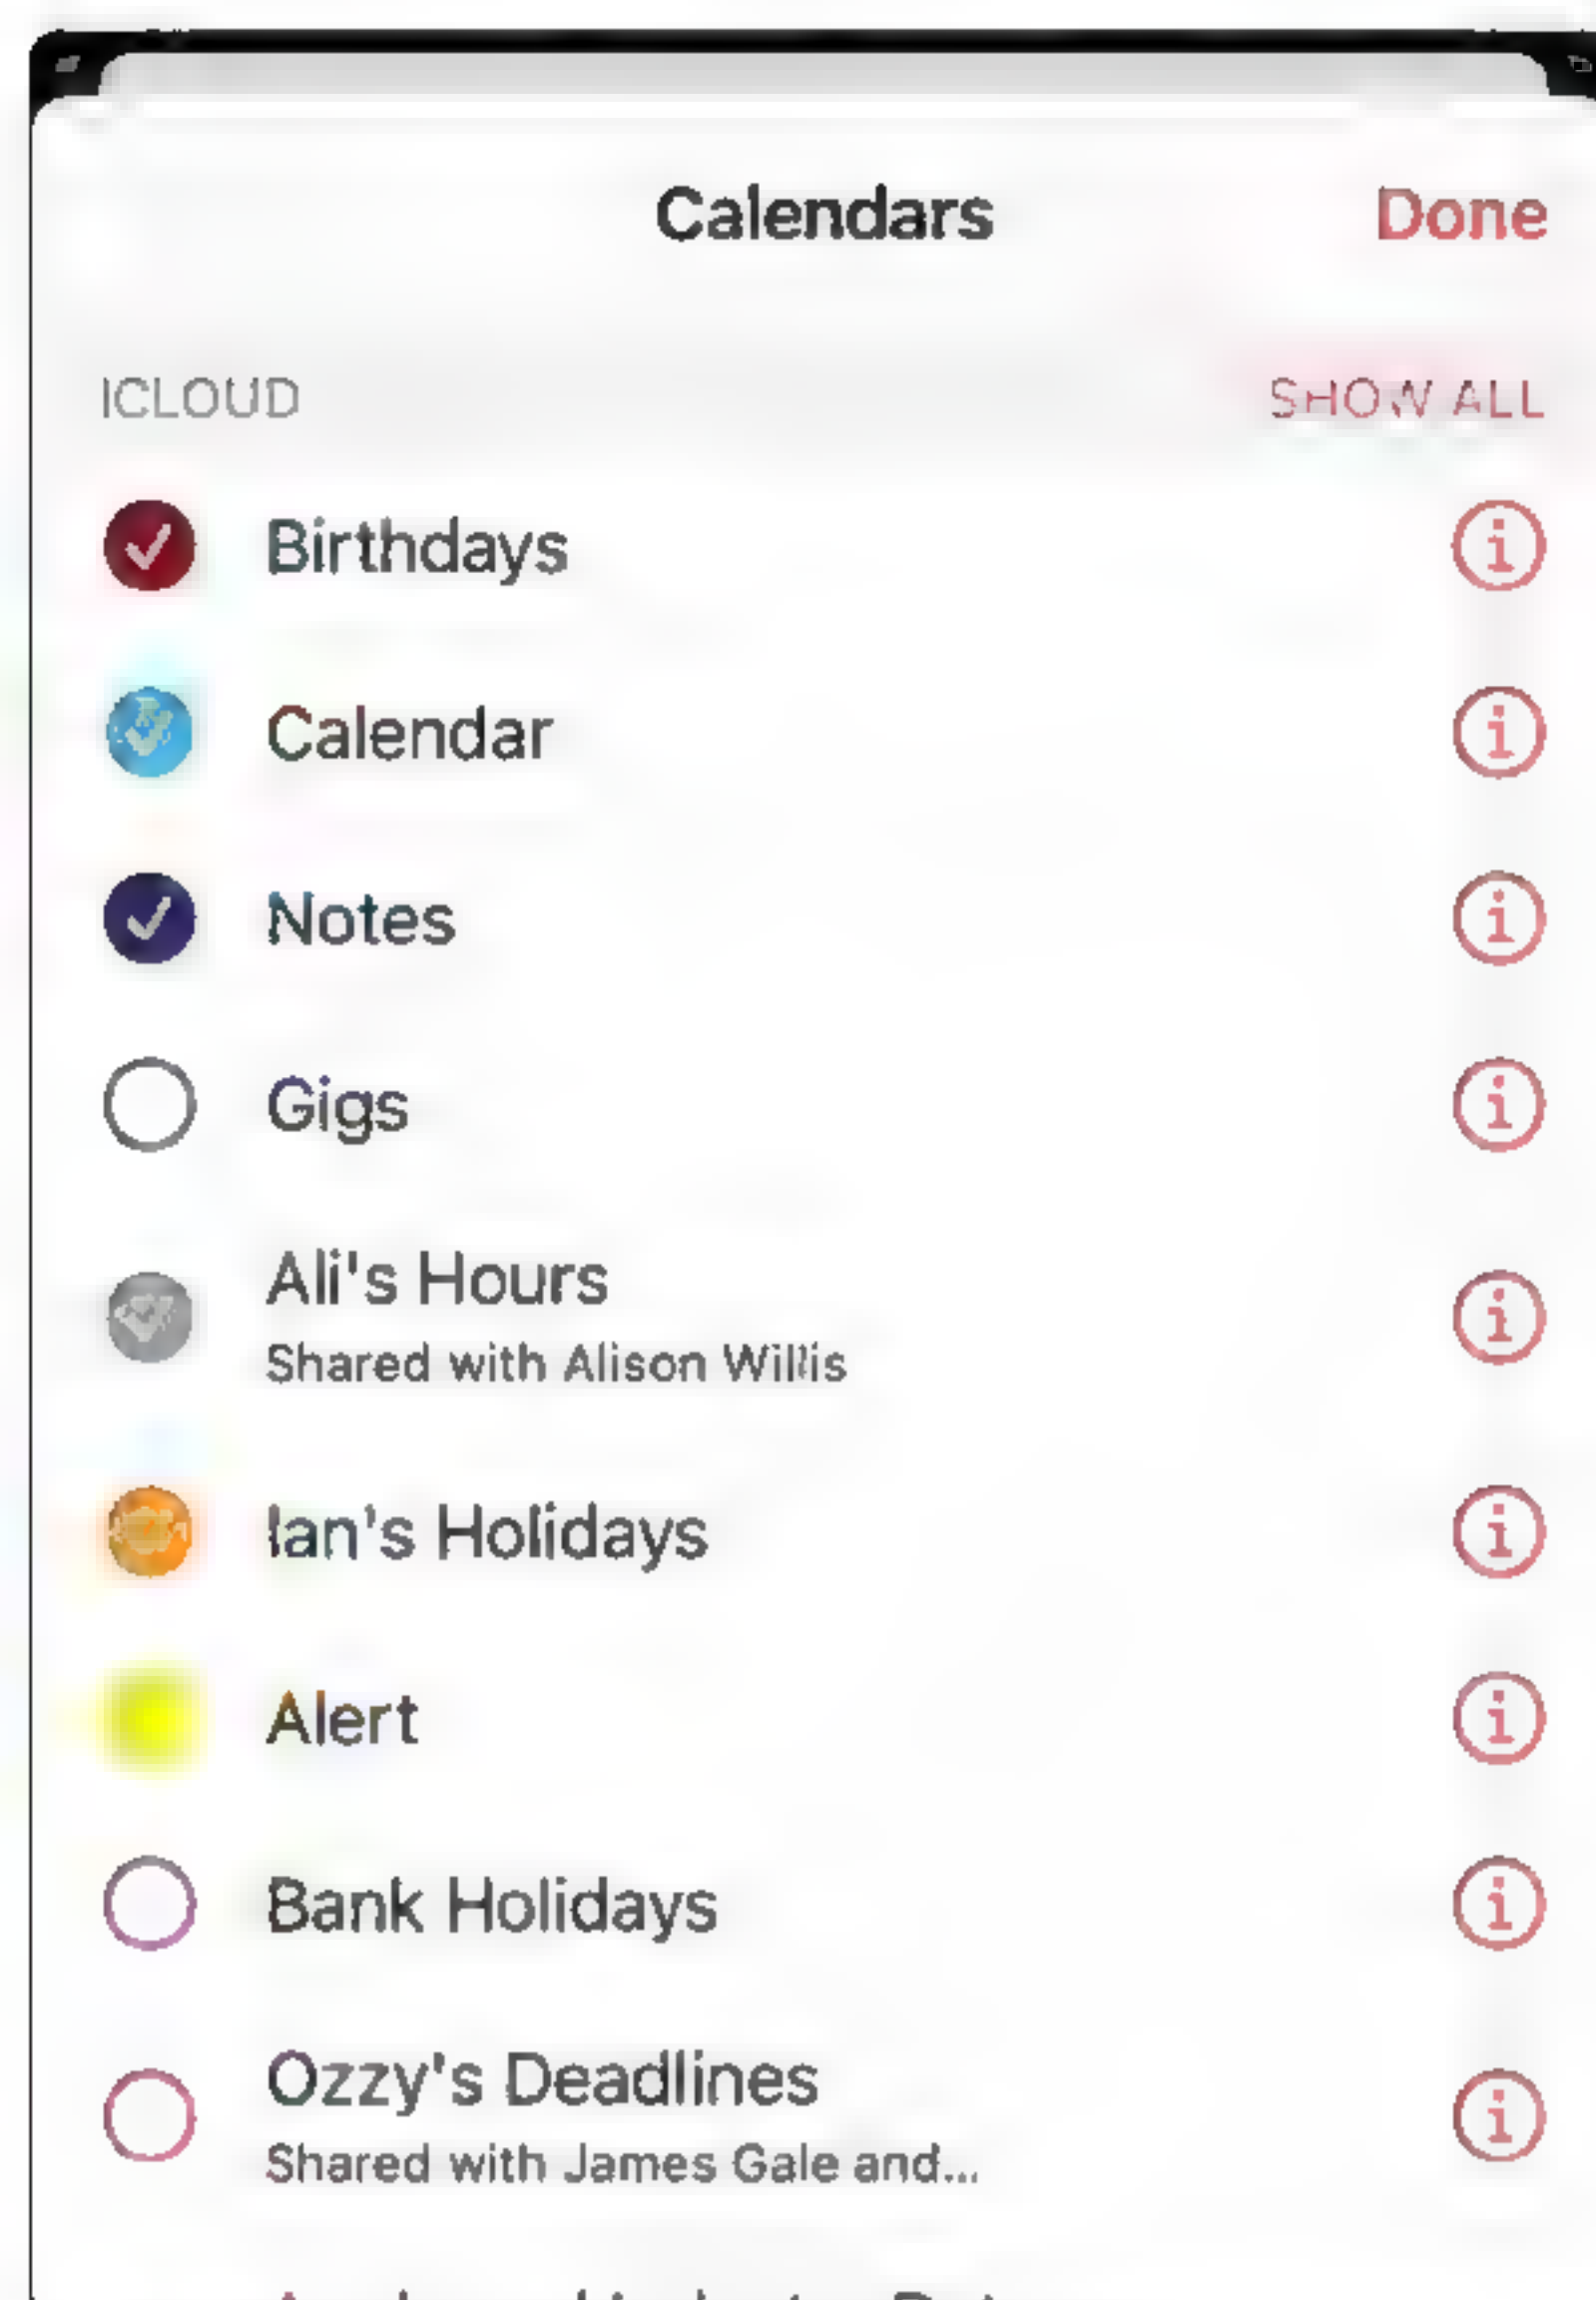 Calendars
Done
ICLOUD
SHOW ALL
Birthdays
Calendar
Notes
Gigs
Ali's Hours
Shared with Alison Willis
Ian's Holidays
Alert
Bank Holidays
Ozzy's Deadlines
Shared with James Gale and...